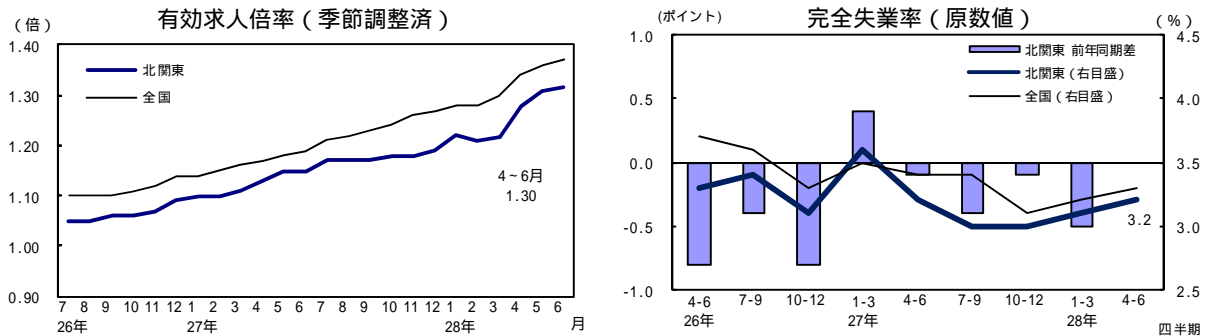 有効求人倍率（季節調整済）
（倍）
1.40
1.30
1.20
1.10
1.00
0.90
北関東
全国
4～6月
1.30
7 8 9 10 11 12 1 2 3 4 5 6 7 8 9 10 11 12 1 2 3 4 5 6
26年 27年 28年 月
完全失業率（原数値）
(ポイント) （％）
1.0 4.5
0.5 4.0
0.0 3.5
-0.5 3.0
-1.0 2.5
北関東 前年同期差
北関東（右目盛）
全国（右目盛）
3.2
4-6 7-9 10-12 1-3 4-6 7-9 10-12 1-3 4-6
26年 27年 28年
四半期